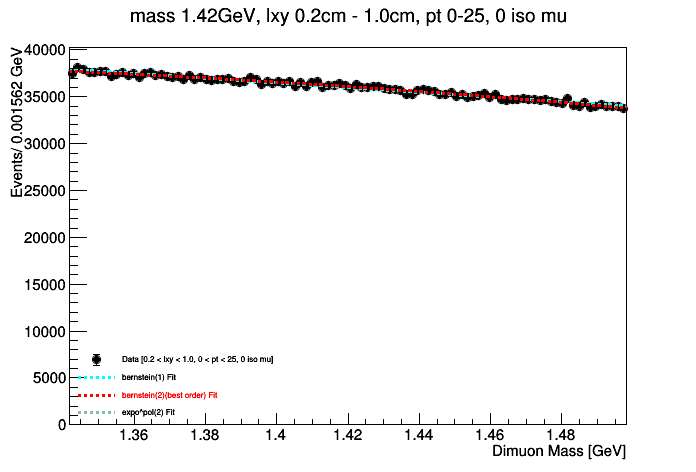 mass 1.42GeV, lxy 0.2cm - 1.0cm, pt 0-25, 0 iso mu
Events/ 0.001562 GeV
40000
35000
30000
25000
20000
15000
10000
5000
0
Data [0.2 < lxy < 1.0, 0 < pt < 25, 0 iso mu]
bernstein(1) Fit
bernstein(2)(best order) Fit
expo^pol(2) Fit
1.36 1.38 1.4 1.42 1.44 1.46 1.48
Dimuon Mass [GeV]